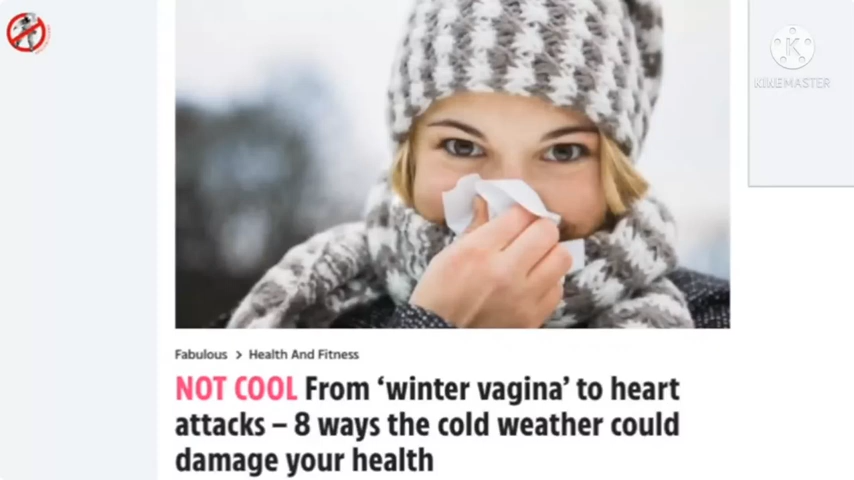 KINEMASTER
Fabulous > Health And Fitness
NOT COOL From ‘winter vagina’ to heart
attacks – 8 ways the cold weather could
damage your health